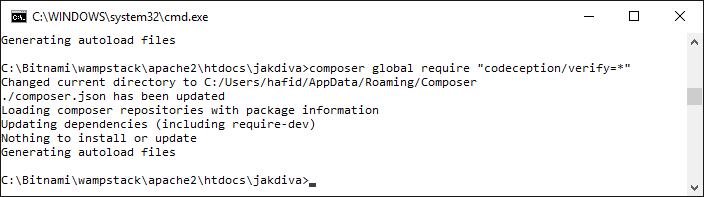 C:\WINDOWS\system32\cmd.exe
Generating autoload files
C:\Bitnami\wampstack\apache2\htdocs\jakdiva>composer global require "codeception/verify=*"
Changed current directory to C:/Users/hafid/AppData/Roaming/Composer
./composer.json has been updated
Loading composer repositories with package information
Updating dependencies (including require-dev)
Nothing to install or update
Generating autoload files
C:\Bitnami\wampstack\apache2\htdocs\jakdiva>